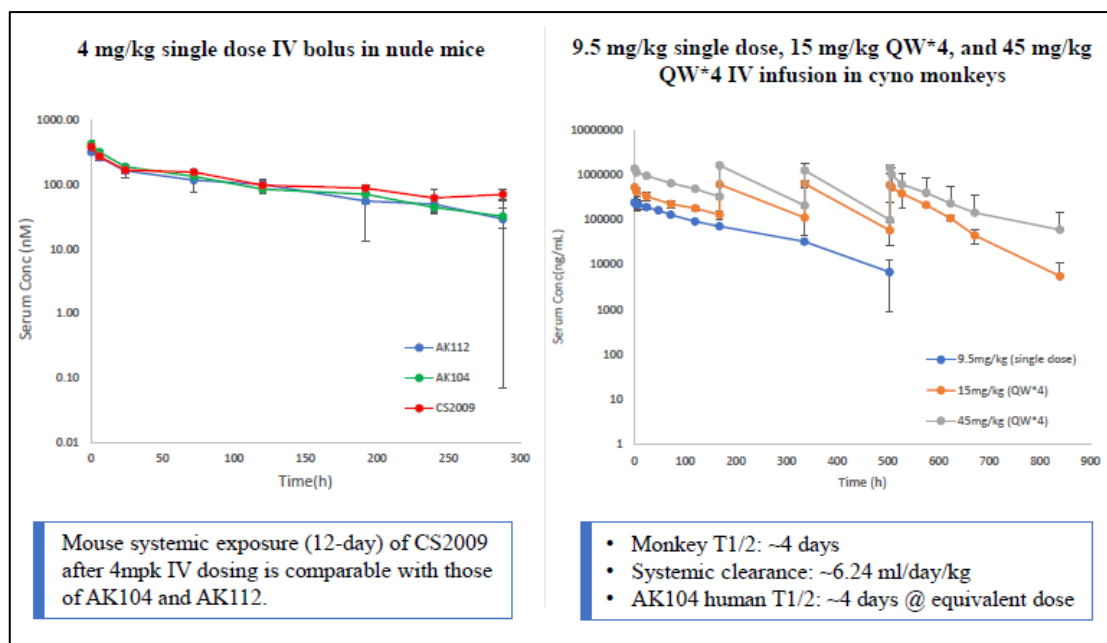 4 mg/kg single dose IV bolus in nude mice
1000.00
100.00
10.00
1.00
0.10
0.01
Serum Conc (nM)
0
50
100
150
200
250
300
Time(h)
AK112
AK104
CS2009
Mouse systemic exposure (12-day) of CS2009
after 4mpk IV dosing is comparable with those
of AK104 and AK112.
9.5 mg/kg single dose, 15 mg/kg QW*4, and 45 mg/kg
QW*4 IV infusion in cyno monkeys
10000000
1000000
100000
10000
1000
100
10
1
Serum Conc(ng/mL)
0
100
200
300
400
500
600
700
800
900
Time (h)
9.5mg/kg (single dose)
15mg/kg (QW*4)
45mg/kg (QW*4)
• Monkey T1/2: ~4 days
• Systemic clearance: ~6.24 ml/day/kg
• AK104 human T1/2: ~4 days @ equivalent dose